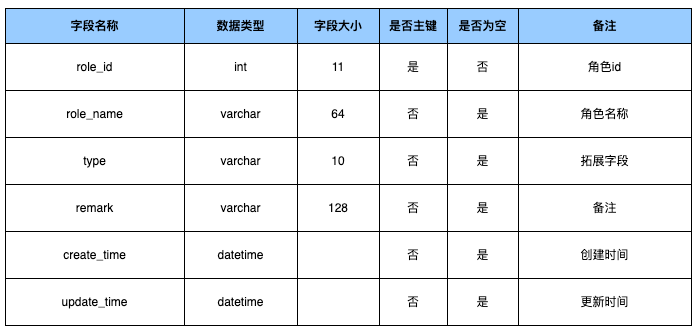 字段名称 数据类型 字段大小 是否主键 是否为空 备注
role_id int 11 是 否 角色id
role_name varchar 64 否 是 角色名称
type varchar 10 否 是 拓展字段
remark varchar 128 否 是 备注
create_time datetime 否 是 创建时间
update_time datetime 否 是 更新时间